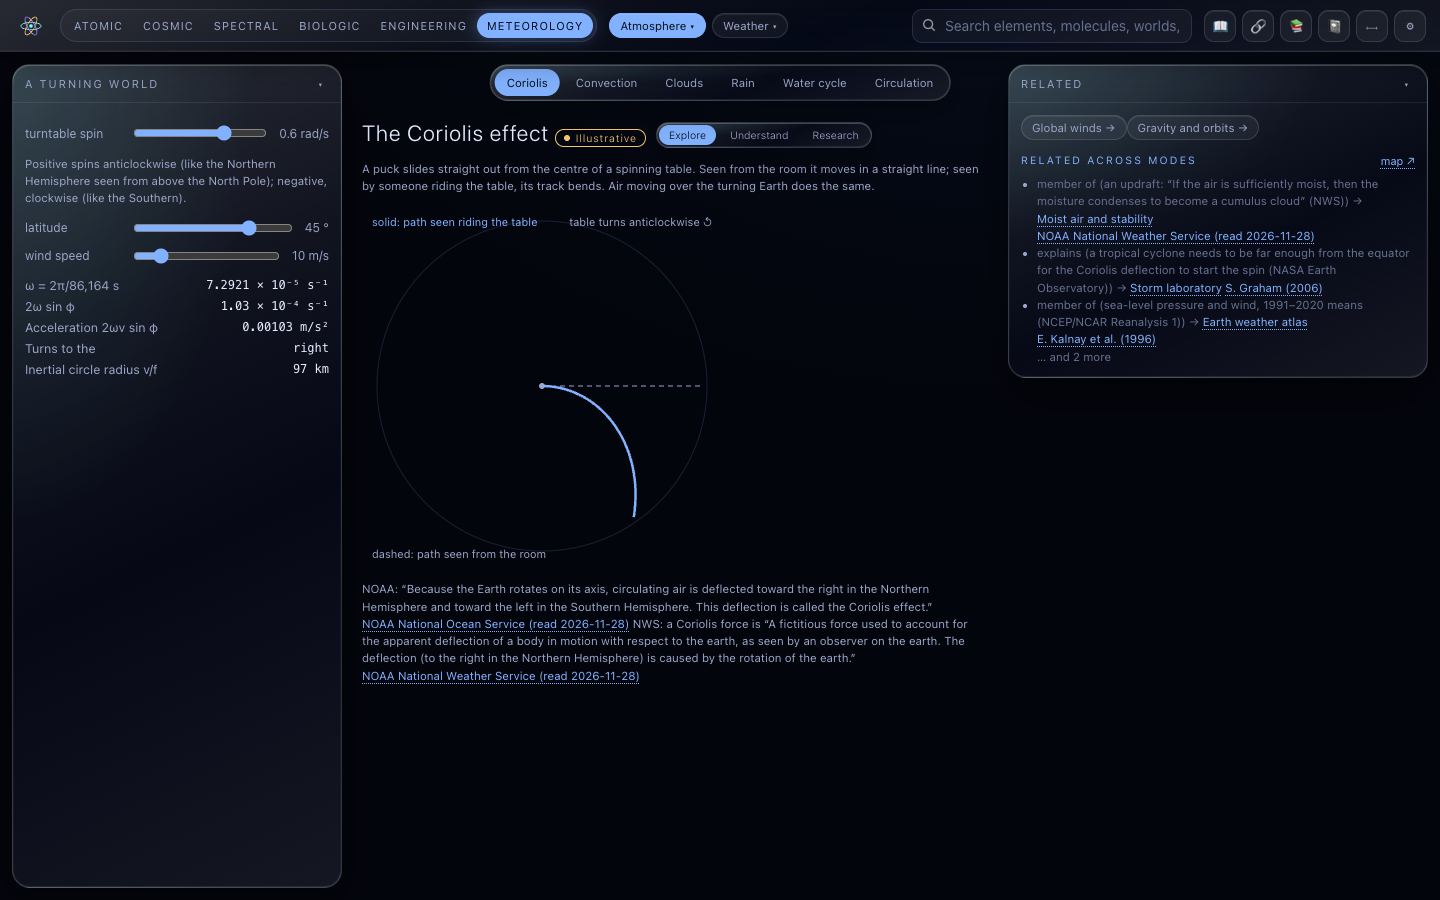 ATOMIC COSMIC SPECTRAL BIOLOGIC ENGINEERING METEOROLOGY Atmosphere ▾ Weather ▾ Search elements, molecules, worlds,
A TURNING WORLD
turntable spin 0.6 rad/s
Positive spins anticlockwise (like the Northern
Hemisphere seen from above the North Pole); negative,
clockwise (like the Southern).
latitude 45 °
wind speed 10 m/s
ω = 2π/86,164 s 7.2921 × 10⁻⁵ s⁻¹
2ω sin ϕ 1.03 × 10⁻⁴ s⁻¹
Acceleration 2ωv sin ϕ 0.00103 m/s²
Turns to the right
Inertial circle radius v/f 97 km
Coriolis Convection Clouds Rain Water cycle Circulation
The Coriolis effect Illustrative Explore Understand Research
A puck slides straight out from the centre of a spinning table. Seen from the room it moves in a straight line; seen
by someone riding the table, its track bends. Air moving over the turning Earth does the same.
solid: path seen riding the table table turns anticlockwise ↺
dashed: path seen from the room
NOAA: “Because the Earth rotates on its axis, circulating air is deflected toward the right in the Northern
Hemisphere and toward the left in the Southern Hemisphere. This deflection is called the Coriolis effect.”
NOAA National Ocean Service (read 2026-11-28) NWS: a Coriolis force is “A fictitious force used to account for
the apparent deflection of a body in motion with respect to the earth, as seen by an observer on the earth. The
deflection (to the right in the Northern Hemisphere) is caused by the rotation of the earth.”
NOAA National Weather Service (read 2026-11-28)
RELATED
Global winds → Gravity and orbits →
RELATED ACROSS MODES map ↗
• member of (an updraft: “If the air is sufficiently moist, then the
moisture condenses to become a cumulus cloud” (NWS)) →
Moist air and stability
NOAA National Weather Service (read 2026-11-28)
• explains (a tropical cyclone needs to be far enough from the equator
for the Coriolis deflection to start the spin (NASA Earth
Observatory)) → Storm laboratory S. Graham (2006)
• member of (sea-level pressure and wind, 1991–2020 means
(NCEP/NCAR Reanalysis 1)) → Earth weather atlas
E. Kalnay et al. (1996)
… and 2 more